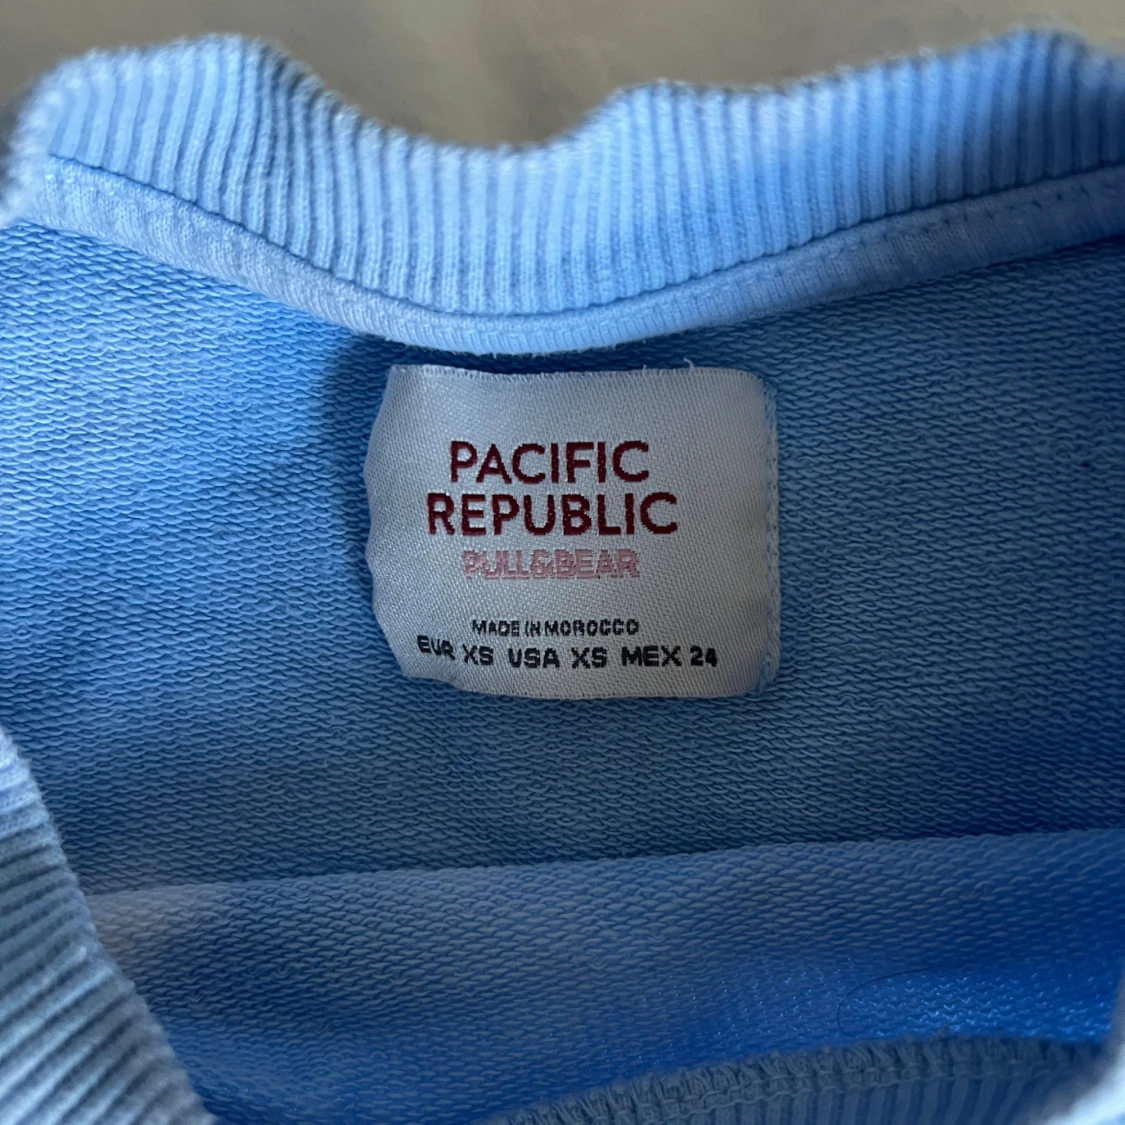 PACIFIC
REPUBLIC
PULL&BEAR
MADE IN MOROCCO
EUR XS USA XS MEX 24